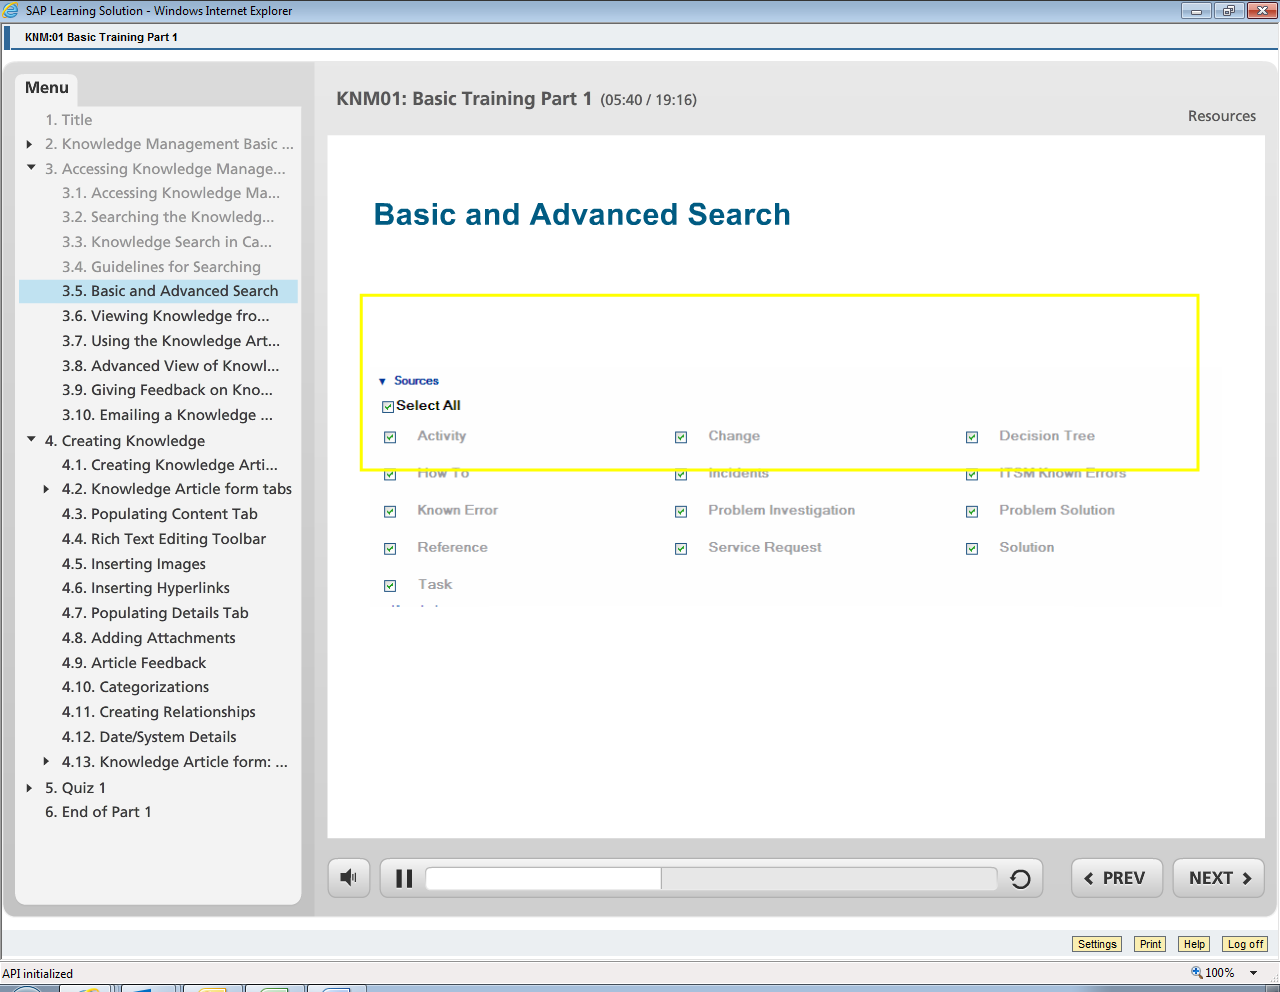 SAP Learning Solution - Windows Internet Explorer
KNM:01 Basic Training Part 1
Menu
1. Title
2. Knowledge Management Basic ...
3. Accessing Knowledge Manage...
3.1. Accessing Knowledge Ma...
3.2. Searching the Knowledg...
3.3. Knowledge Search in Ca...
3.4. Guidelines for Searching
3.5. Basic and Advanced Search
3.6. Viewing Knowledge fro...
3.7. Using the Knowledge Art...
3.8. Advanced View of Knowl...
3.9. Giving Feedback on Kno...
3.10. Emailing a Knowledge ...
4. Creating Knowledge
4.1. Creating Knowledge Arti...
4.2. Knowledge Article form tabs
4.3. Populating Content Tab
4.4. Rich Text Editing Toolbar
4.5. Inserting Images
4.6. Inserting Hyperlinks
4.7. Populating Details Tab
4.8. Adding Attachments
4.9. Article Feedback
4.10. Categorizations
4.11. Creating Relationships
4.12. Date/System Details
4.13. Knowledge Article form: ...
5. Quiz 1
6. End of Part 1
KNM01: Basic Training Part 1 (05:40 / 19:16)
Resources
Basic and Advanced Search
Sources
Select All
Activity Change Decision Tree
How To Incidents ITSM Known Errors
Known Error Problem Investigation Problem Solution
Reference Service Request Solution
Task
PREV NEXT
Settings Print Help Log off
API initialized 100%